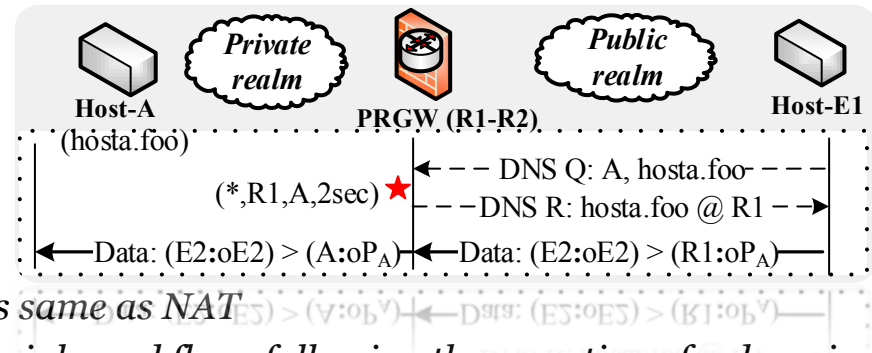 Private realm
Public realm
Host-A
(hosta.foo)
PRGW (R1-R2)
Host-E1
DNS Q: A, hosta.foo
(*,R1,A,2sec)
DNS R: hosta.foo @ R1
Data: (E2:oE2) > (A:oPA)
Data: (E2:oE2) > (R1:oPA)
s same as NAT